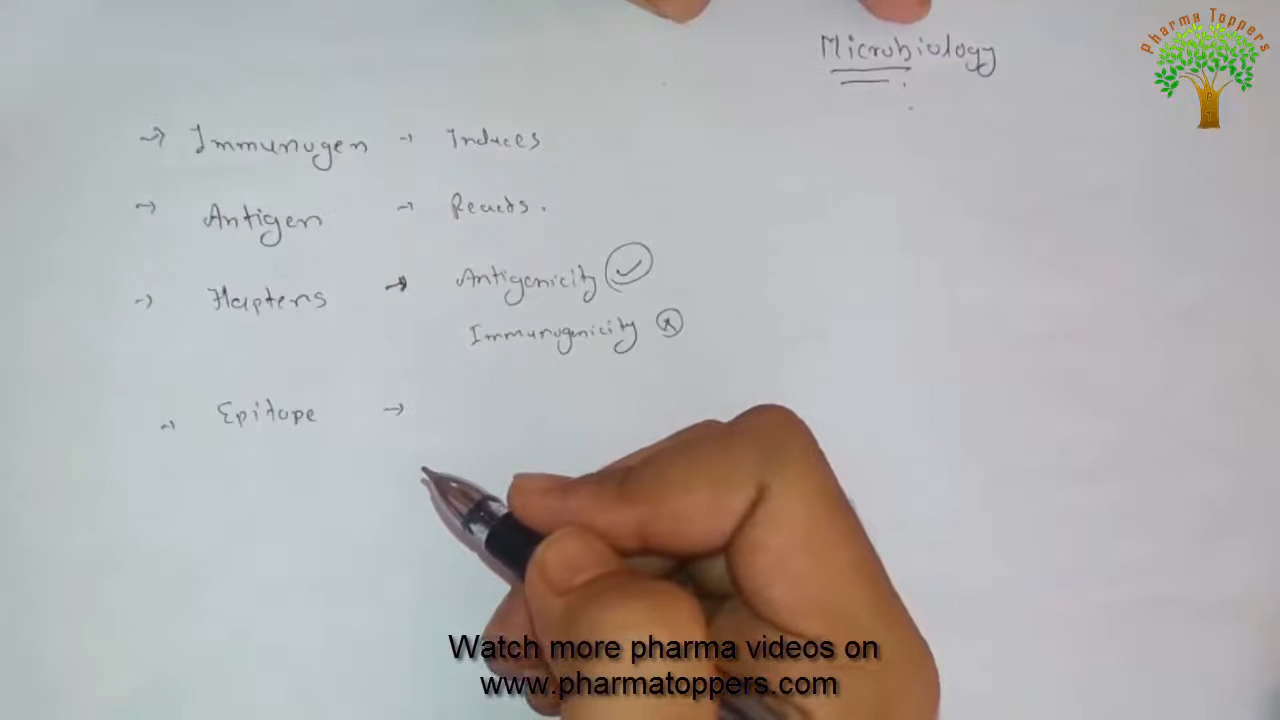 Pharma Toppers
P
T
Microbiology
→ Immunogen → Induces
→ Antigen → Reacts.
→ Haptens → Antigenicity ✓
Immunogenicity x
→ Epitope →
Watch more pharma videos on
www.pharmatoppers.com